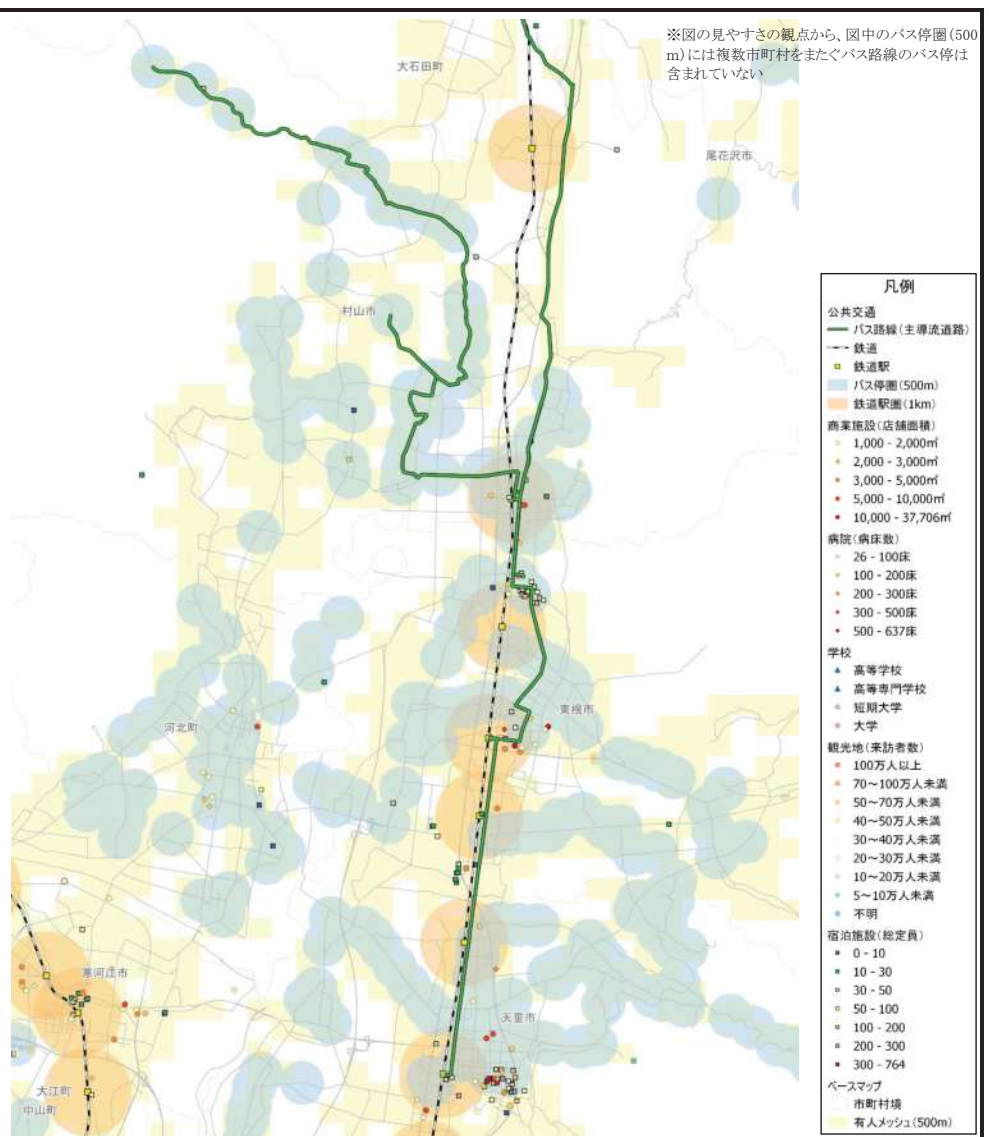 ※図の見やすさの観点から、図中のバス停圏(500
m)には複数市町村をまたぐバス路線のバス停は
含まれていない
大石田町
尾花沢市
村山市
東根市
河北町
寒河江市
天童市
大江町
中山町
凡例
公共交通
バス路線(主導流道路)
鉄道
鉄道駅
バス停圏(500m)
鉄道駅圏(1km)
商業施設(店舗面積)
1,000 - 2,000㎡
2,000 - 3,000㎡
3,000 - 5,000㎡
5,000 - 10,000㎡
10,000 - 37,706㎡
病院(病床数)
26 - 100床
100 - 200床
200 - 300床
300 - 500床
500 - 637床
学校
高等学校
高等専門学校
短期大学
大学
観光地(来訪者数)
100万人以上
70～100万人未満
50～70万人未満
40～50万人未満
30～40万人未満
20～30万人未満
10～20万人未満
5～10万人未満
不明
宿泊施設(総定員)
0 - 10
10 - 30
30 - 50
50 - 100
100 - 200
200 - 300
300 - 764
ベースマップ
市町村境
有人メッシュ(500m)